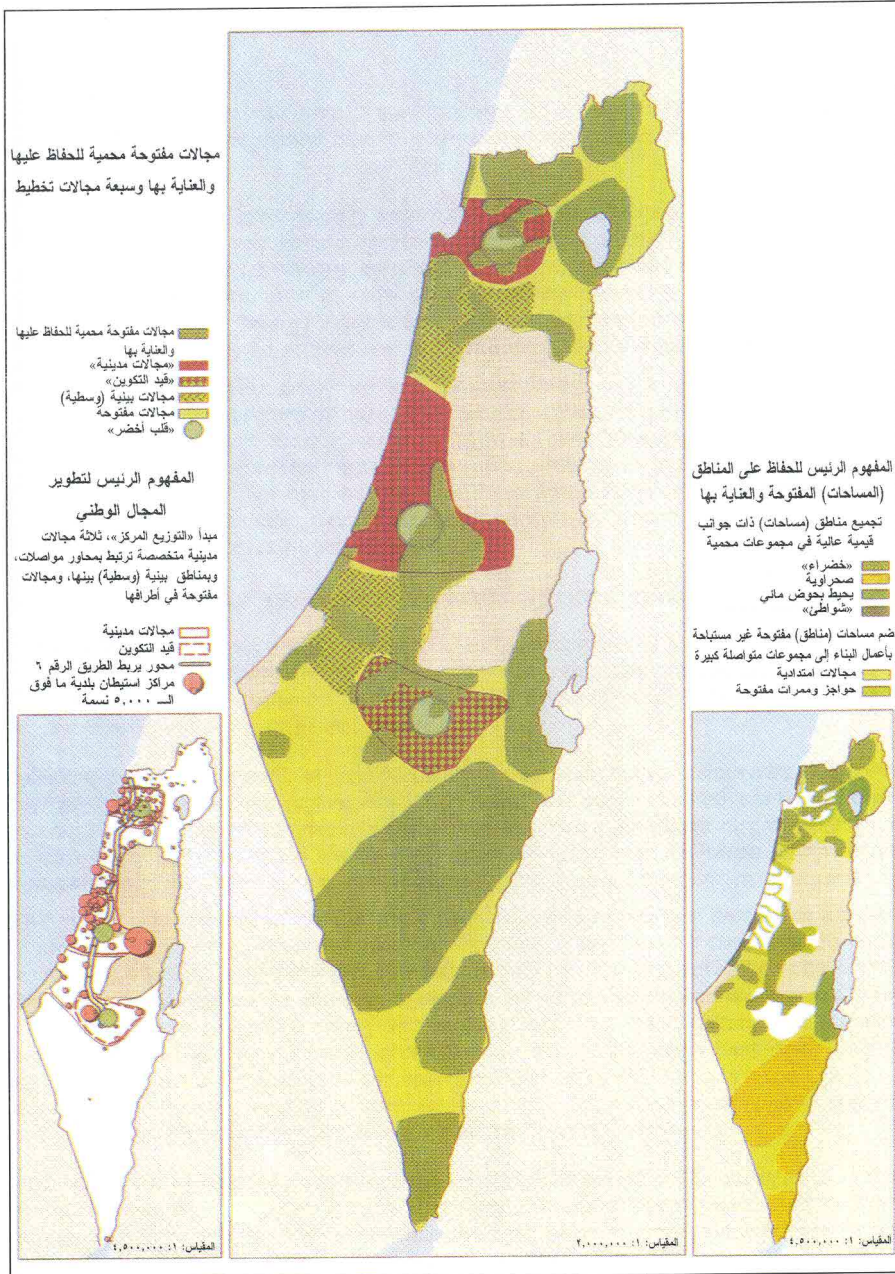 مجالات مفتوحة محمية للحفاظ عليها
والعناية بها وسبعة مجالات تخطيط
مجالات مفتوحة محمية للحفاظ عليها
والعناية بها
«مجالات مدينية»
«قيد التكوين»
مجالات بينية (وسطية)
مجالات مفتوحة
«قلب أخضر»
المفهوم الرئيس لتطوير
المجال الوطني
مبدأ «التوزيع المركز»، ثلاثة مجالات
مدينية متخصصة ترتبط بمحاور مواصلات،
وبمناطق بينية (وسطية) بينها، ومجالات
مفتوحة في أطرافها
مجالات مدينية
قيد التكوين
محور يربط الطريق الرقم ٦
مراكز استيطان بلدية ما فوق
الـــ ٥,٠٠٠ نسمة
المقياس: ١: ٤,٥٠٠,٠٠٠
المقياس: ١: ٢,١٠٠,٠٠٠
المفهوم الرئيس للحفاظ على المناطق
(المساحات) المفتوحة والعناية بها
تجميع مناطق (مساحات) ذات جوانب
قيمية عالية في مجموعات محمية
«خضراء»
صحراوية
يحيط بحوض مائي
«شواطئ»
ضم مساحات (مناطق) مفتوحة غير مستباحة
بأعمال البناء إلى مجموعات متواصلة كبيرة
مجالات امتدادية
حواجز وممرات مفتوحة
المقياس: ١: ٤,٥٠٠,٠٠٠